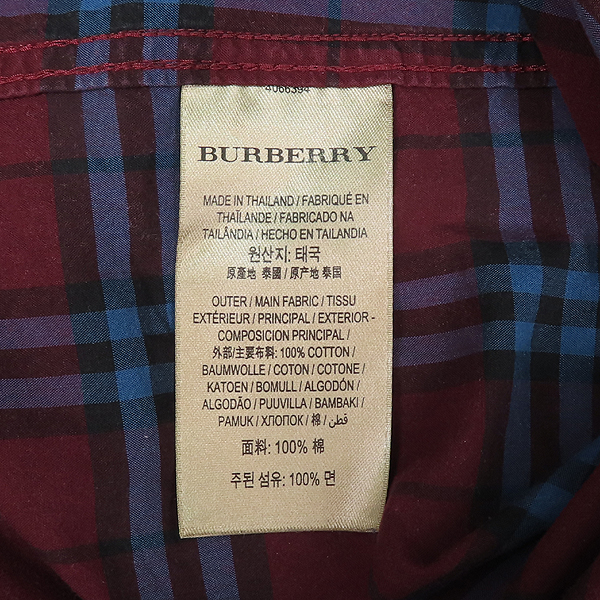 4066394
BURBERRY
MADE IN THAILAND / FABRIQUÉ EN
THAÏLANDE / FABRICADO NA
TAILÂNDIA / HECHO EN TAILANDIA
원산지: 태국
原產地 泰國 / 原产地 泰国
OUTER / MAIN FABRIC / TISSU
EXTÉRIEUR / PRINCIPAL / EXTERIOR -
COMPOSICION PRINCIPAL /
外部/主要布料: 100% COTTON /
BAUMWOLLE / COTON / COTONE /
KATOEN / BOMULL / ALGODÓN /
ALGODÃO / PUUVILLA / BAMBAKI /
PAMUK / ХЛОПОК / 棉 / قطن /
面料: 100% 棉
주된 섬유: 100% 면